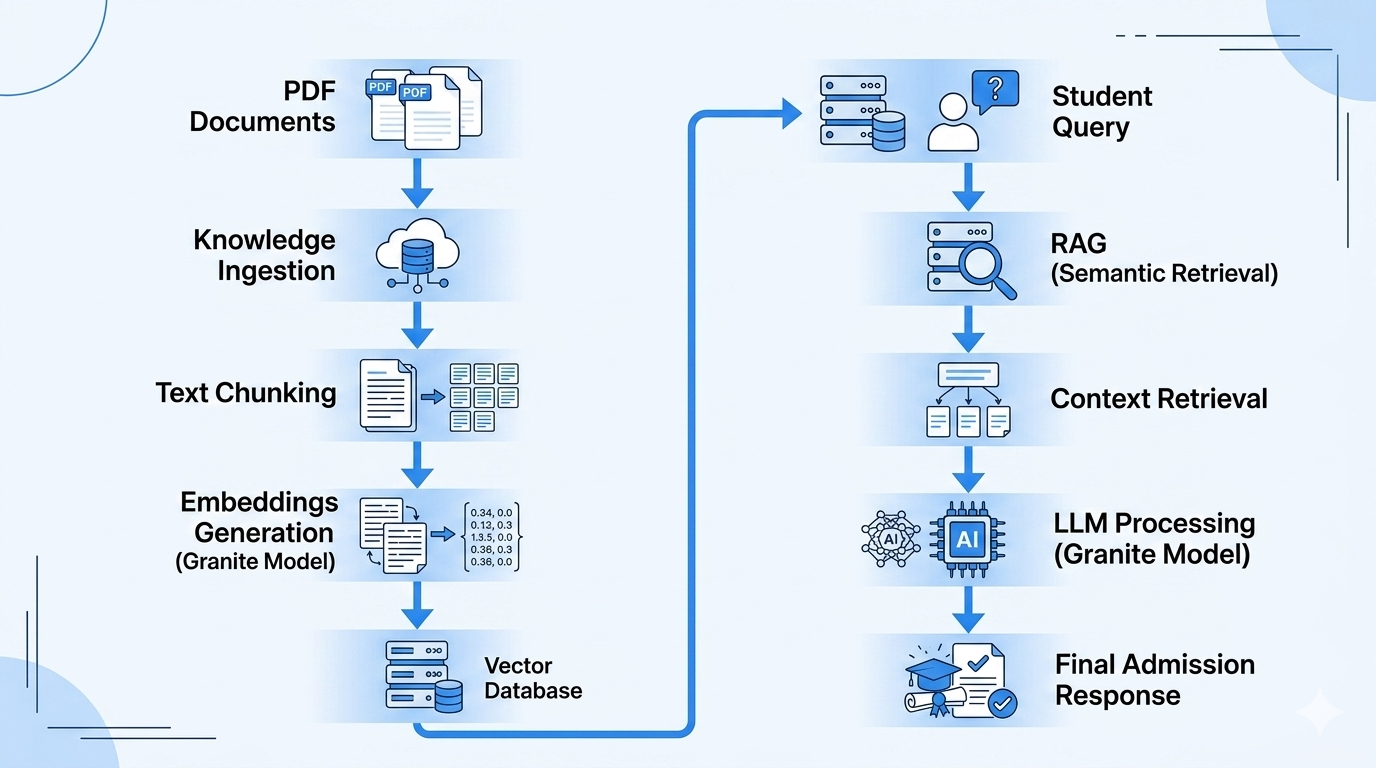 PDF
Documents
PDF
POF
Knowledge
Ingestion
Text Chunking
Embeddings
Generation
(Granite Model)
0.34, 0.0
0.12, 0.3
1.3.5, 0.0
0.36, 0.3
0.36, 0.0
Vector
Database
?
Student
Query
RAG
(Semantic Retrieval)
Context Retrieval
AI
AI
LLM Processing
(Granite Model)
Final Admission
Response